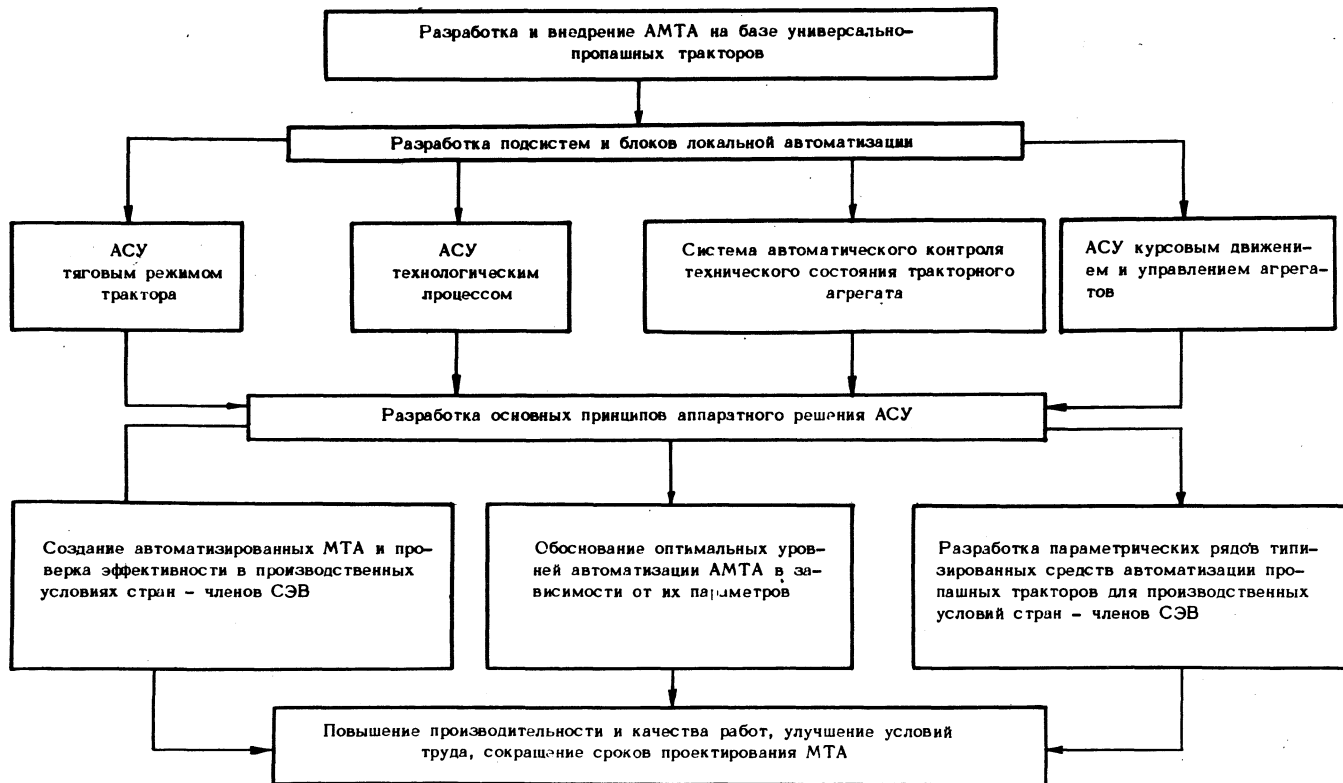 Разработка и внедрение АМТА на базе универсально-
пропашных тракторов
Разработка подсистем и блоков локальной автоматизации
АСУ
тяговым режимом
трактора
АСУ
технологическим
процессом
Система автоматического контроля
технического состояния тракторного
агрегата
АСУ курсовым движени-
ем и управлением агрега-
тов
Разработка основных принципов аппаратного решения АСУ
Создание автоматизированных МТА и про-
верка эффективности в производственных
условиях стран – членов СЭВ
Обоснование оптимальных уров-
ней автоматизации АМТА в за-
висимости от их параметров
Разработка параметрических рядов типи-
зированных средств автоматизации про-
пашных тракторов для производственных
условий стран – членов СЭВ
Повышение производительности и качества работ, улучшение условий
труда, сокращение сроков проектирования МТА